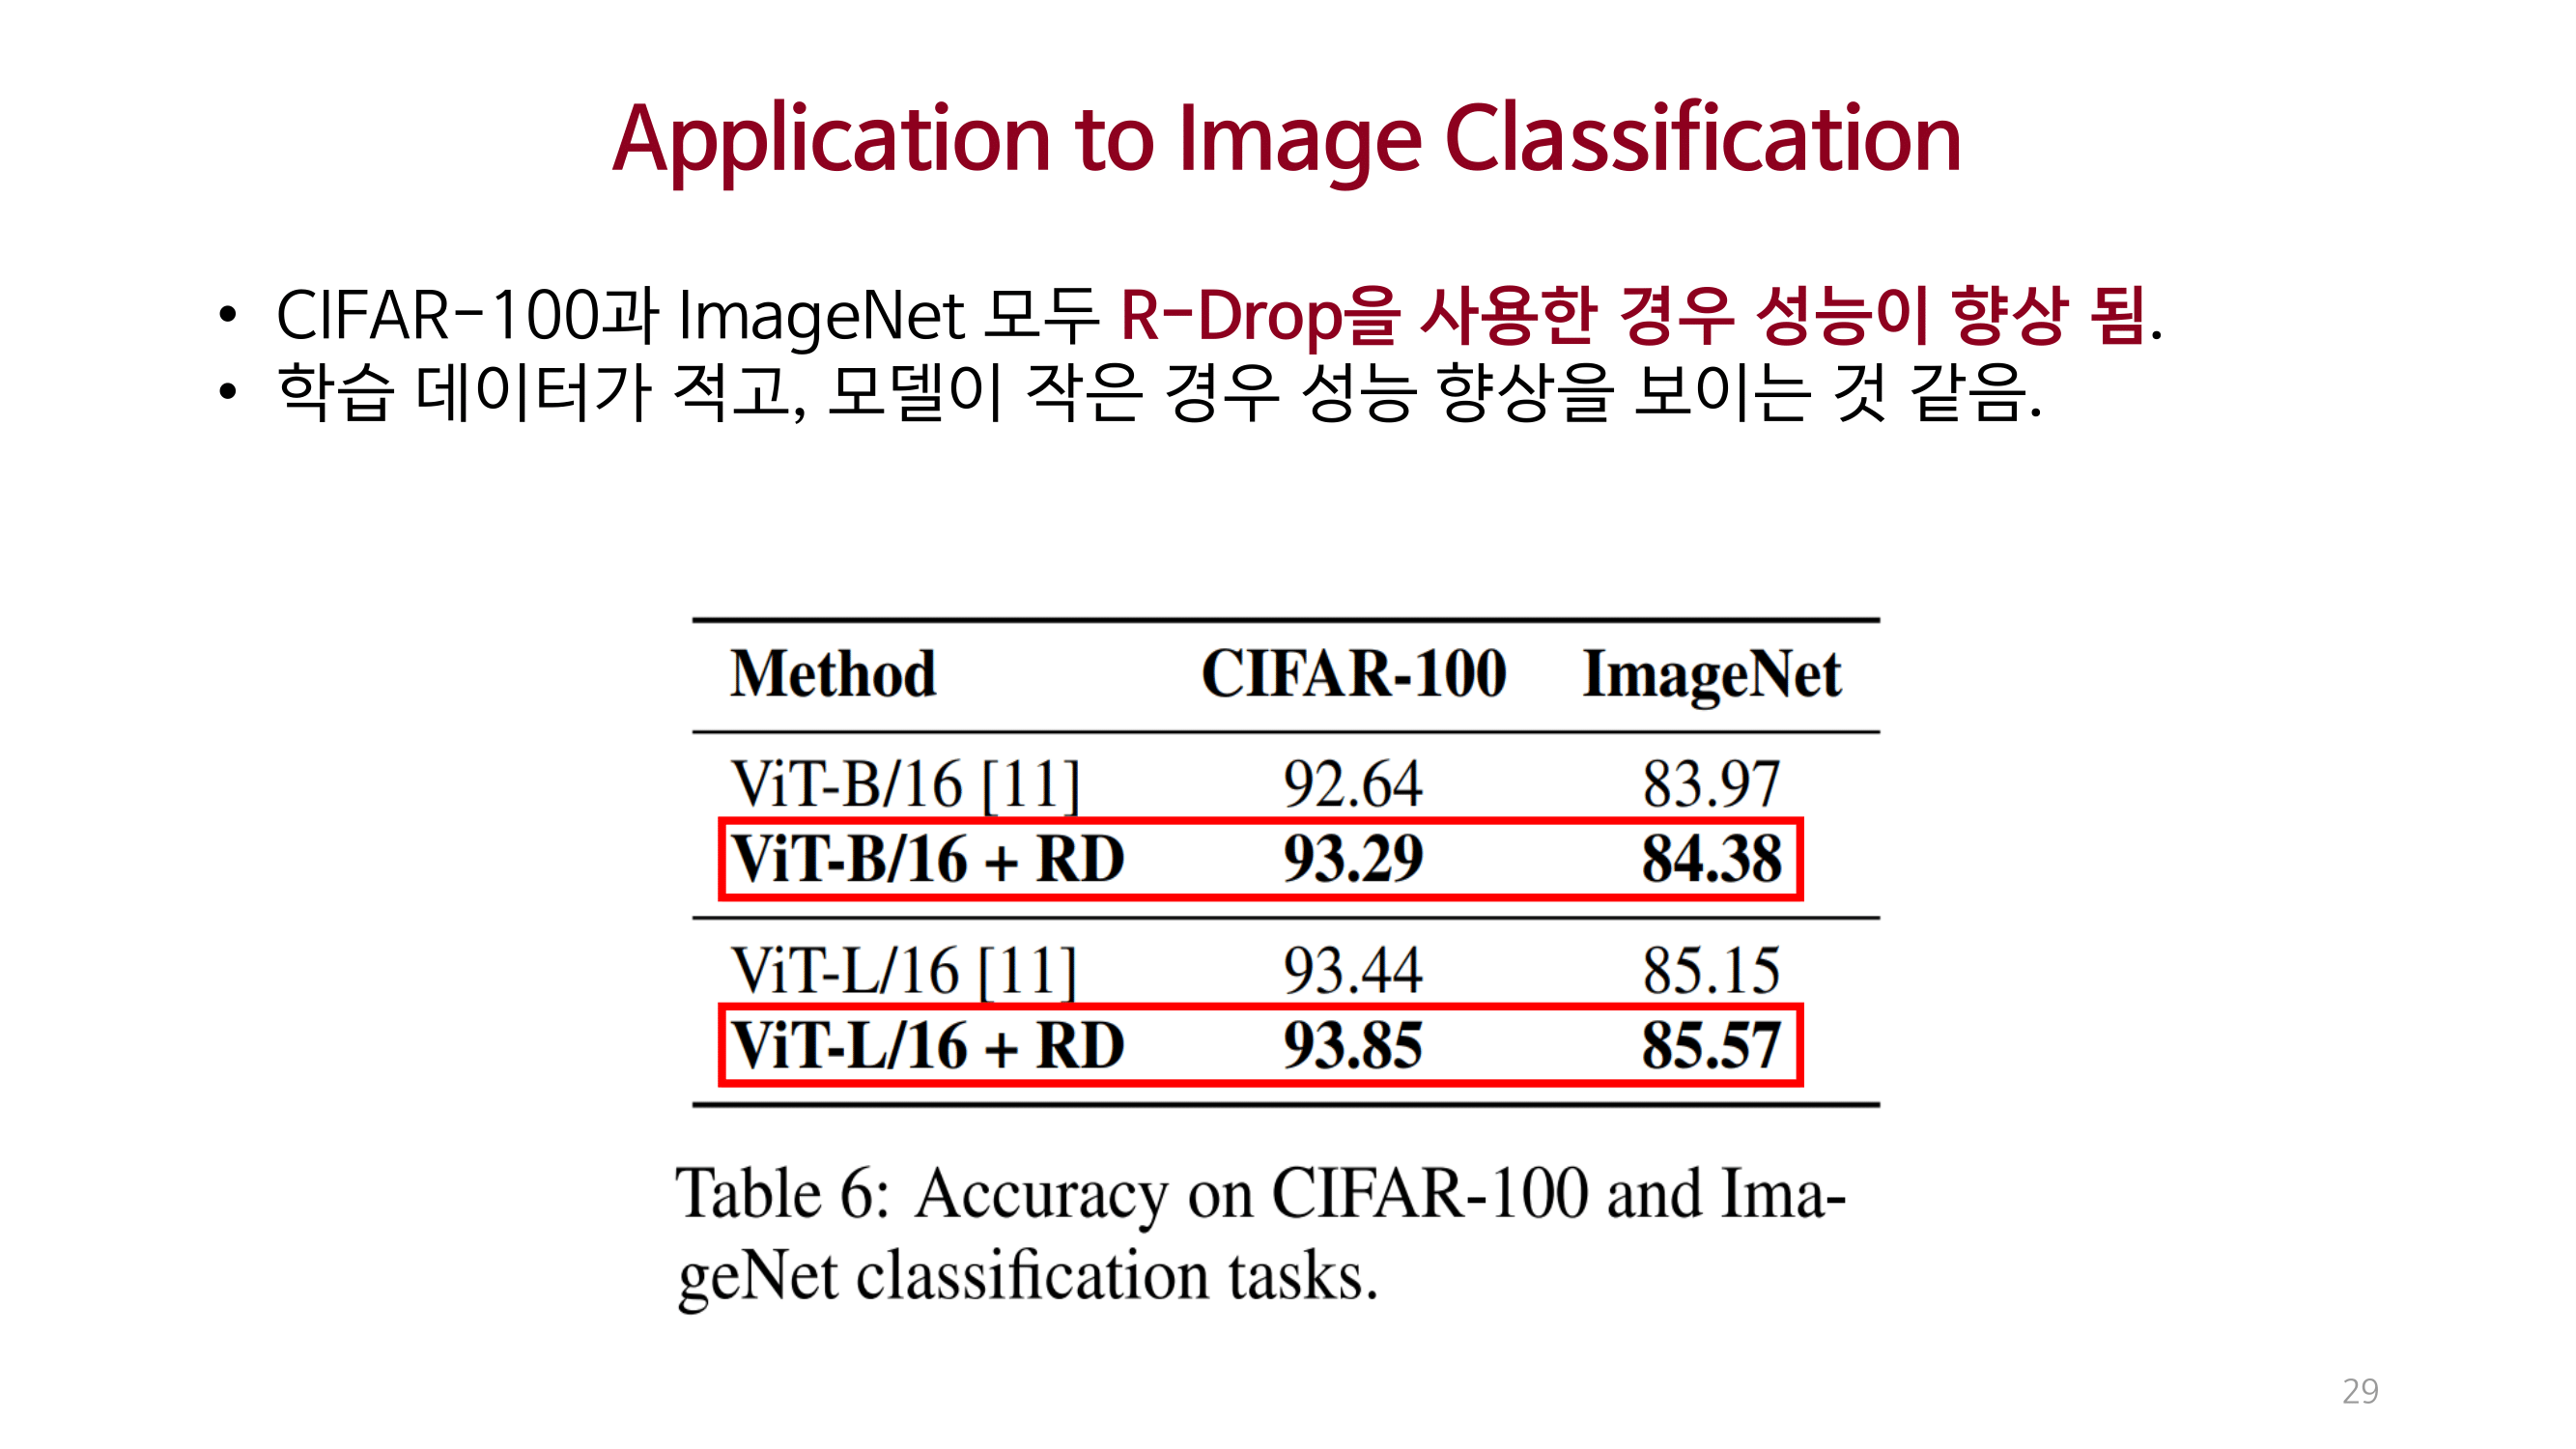 Application to Image Classification
• CIFAR-100과 ImageNet 모두 R-Drop을 사용한 경우 성능이 향상 됨.
• 학습 데이터가 적고, 모델이 작은 경우 성능 향상을 보이는 것 같음.
Method CIFAR-100 ImageNet
ViT-B/16 [11] 92.64 83.97
ViT-B/16 + RD 93.29 84.38
ViT-L/16 [11] 93.44 85.15
ViT-L/16 + RD 93.85 85.57
Table 6: Accuracy on CIFAR-100 and Ima-
geNet classification tasks.
29